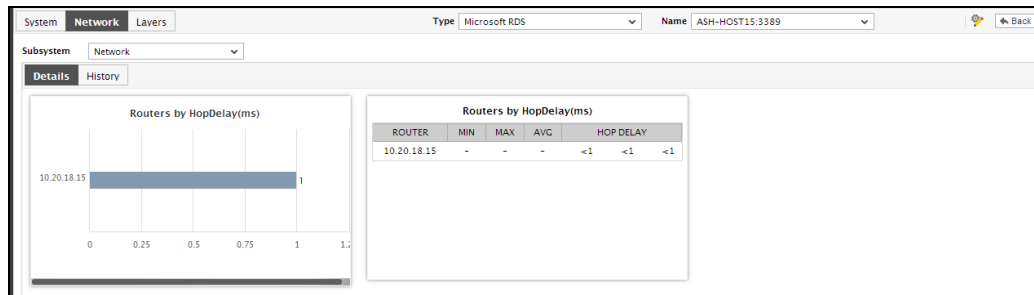 System Network Layers Type Microsoft RDS Name ASH-HOST15:3389 Back
Subsystem Network
Details History
Routers by HopDelay(ms)
10.20.18.15
1
0 0.25 0.5 0.75 1
Routers by HopDelay(ms)
ROUTER MIN MAX AVG HOP DELAY
10.20.18.15 - - - <1 <1 <1